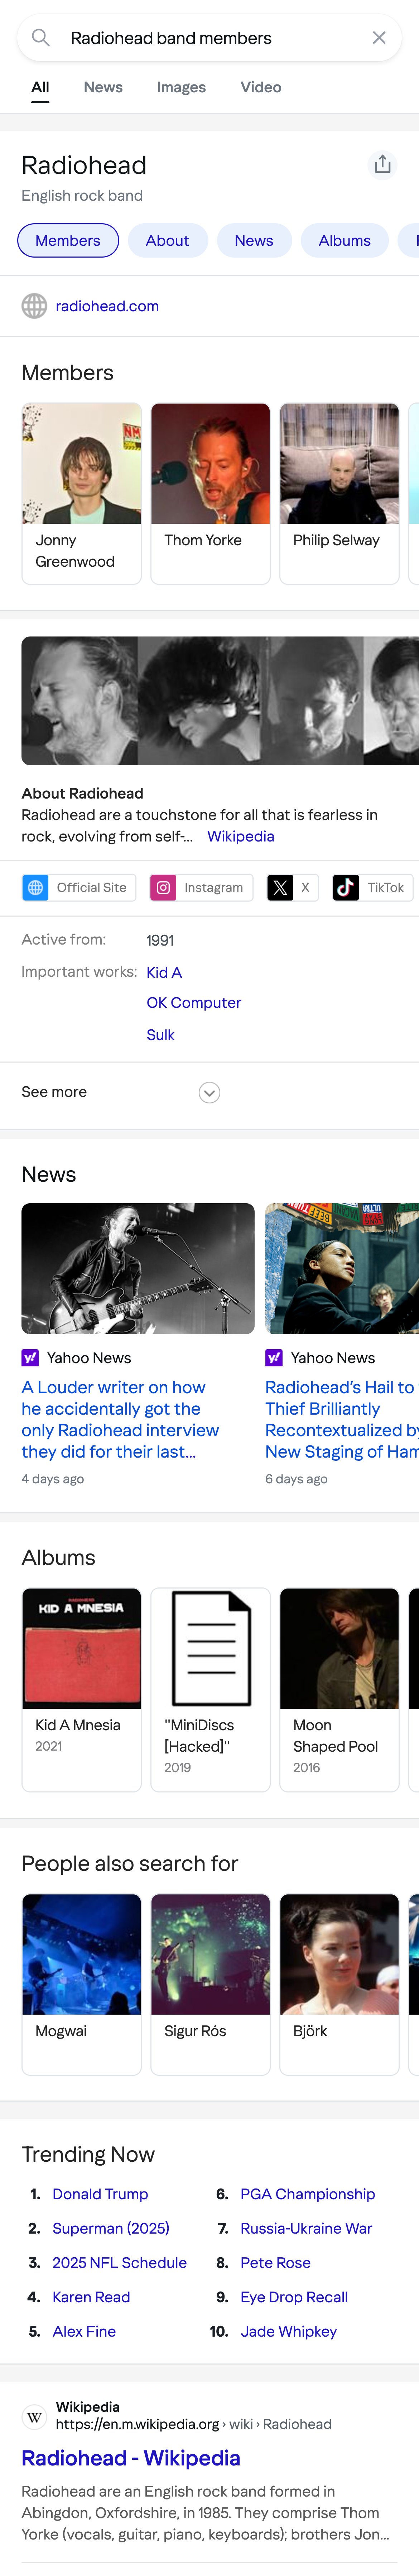 Radiohead band members
All News Images Video
Radiohead
English rock band
Members About News Albums
radiohead.com
Members
NM
Jonny
Greenwood
Thom Yorke
Philip Selway
About Radiohead
Radiohead are a touchstone for all that is fearless in
rock, evolving from self-... Wikipedia
Official Site Instagram X TikTok
Active from: 1991
Important works: Kid A
OK Computer
Sulk
See more
News
y! Yahoo News
A Louder writer on how
he accidentally got the
only Radiohead interview
they did for their last...
4 days ago
y! Yahoo News
Radiohead's Hail to
Thief Brilliantly
Recontextualized by
New Staging of Ham
6 days ago
Albums
RADIOHEAD
KID A MNESIA
Kid A Mnesia
2021
"MiniDiscs
[Hacked]"
2019
Moon
Shaped Pool
2016
People also search for
Mogwai
Sigur Rós
Björk
Trending Now
1. Donald Trump
2. Superman (2025)
3. 2025 NFL Schedule
4. Karen Read
5. Alex Fine
6. PGA Championship
7. Russia-Ukraine War
8. Pete Rose
9. Eye Drop Recall
10. Jade Whipkey
W
Wikipedia
https://en.m.wikipedia.org › wiki › Radiohead
Radiohead - Wikipedia
Radiohead are an English rock band formed in
Abingdon, Oxfordshire, in 1985. They comprise Thom
Yorke (vocals, guitar, piano, keyboards); brothers Jon...